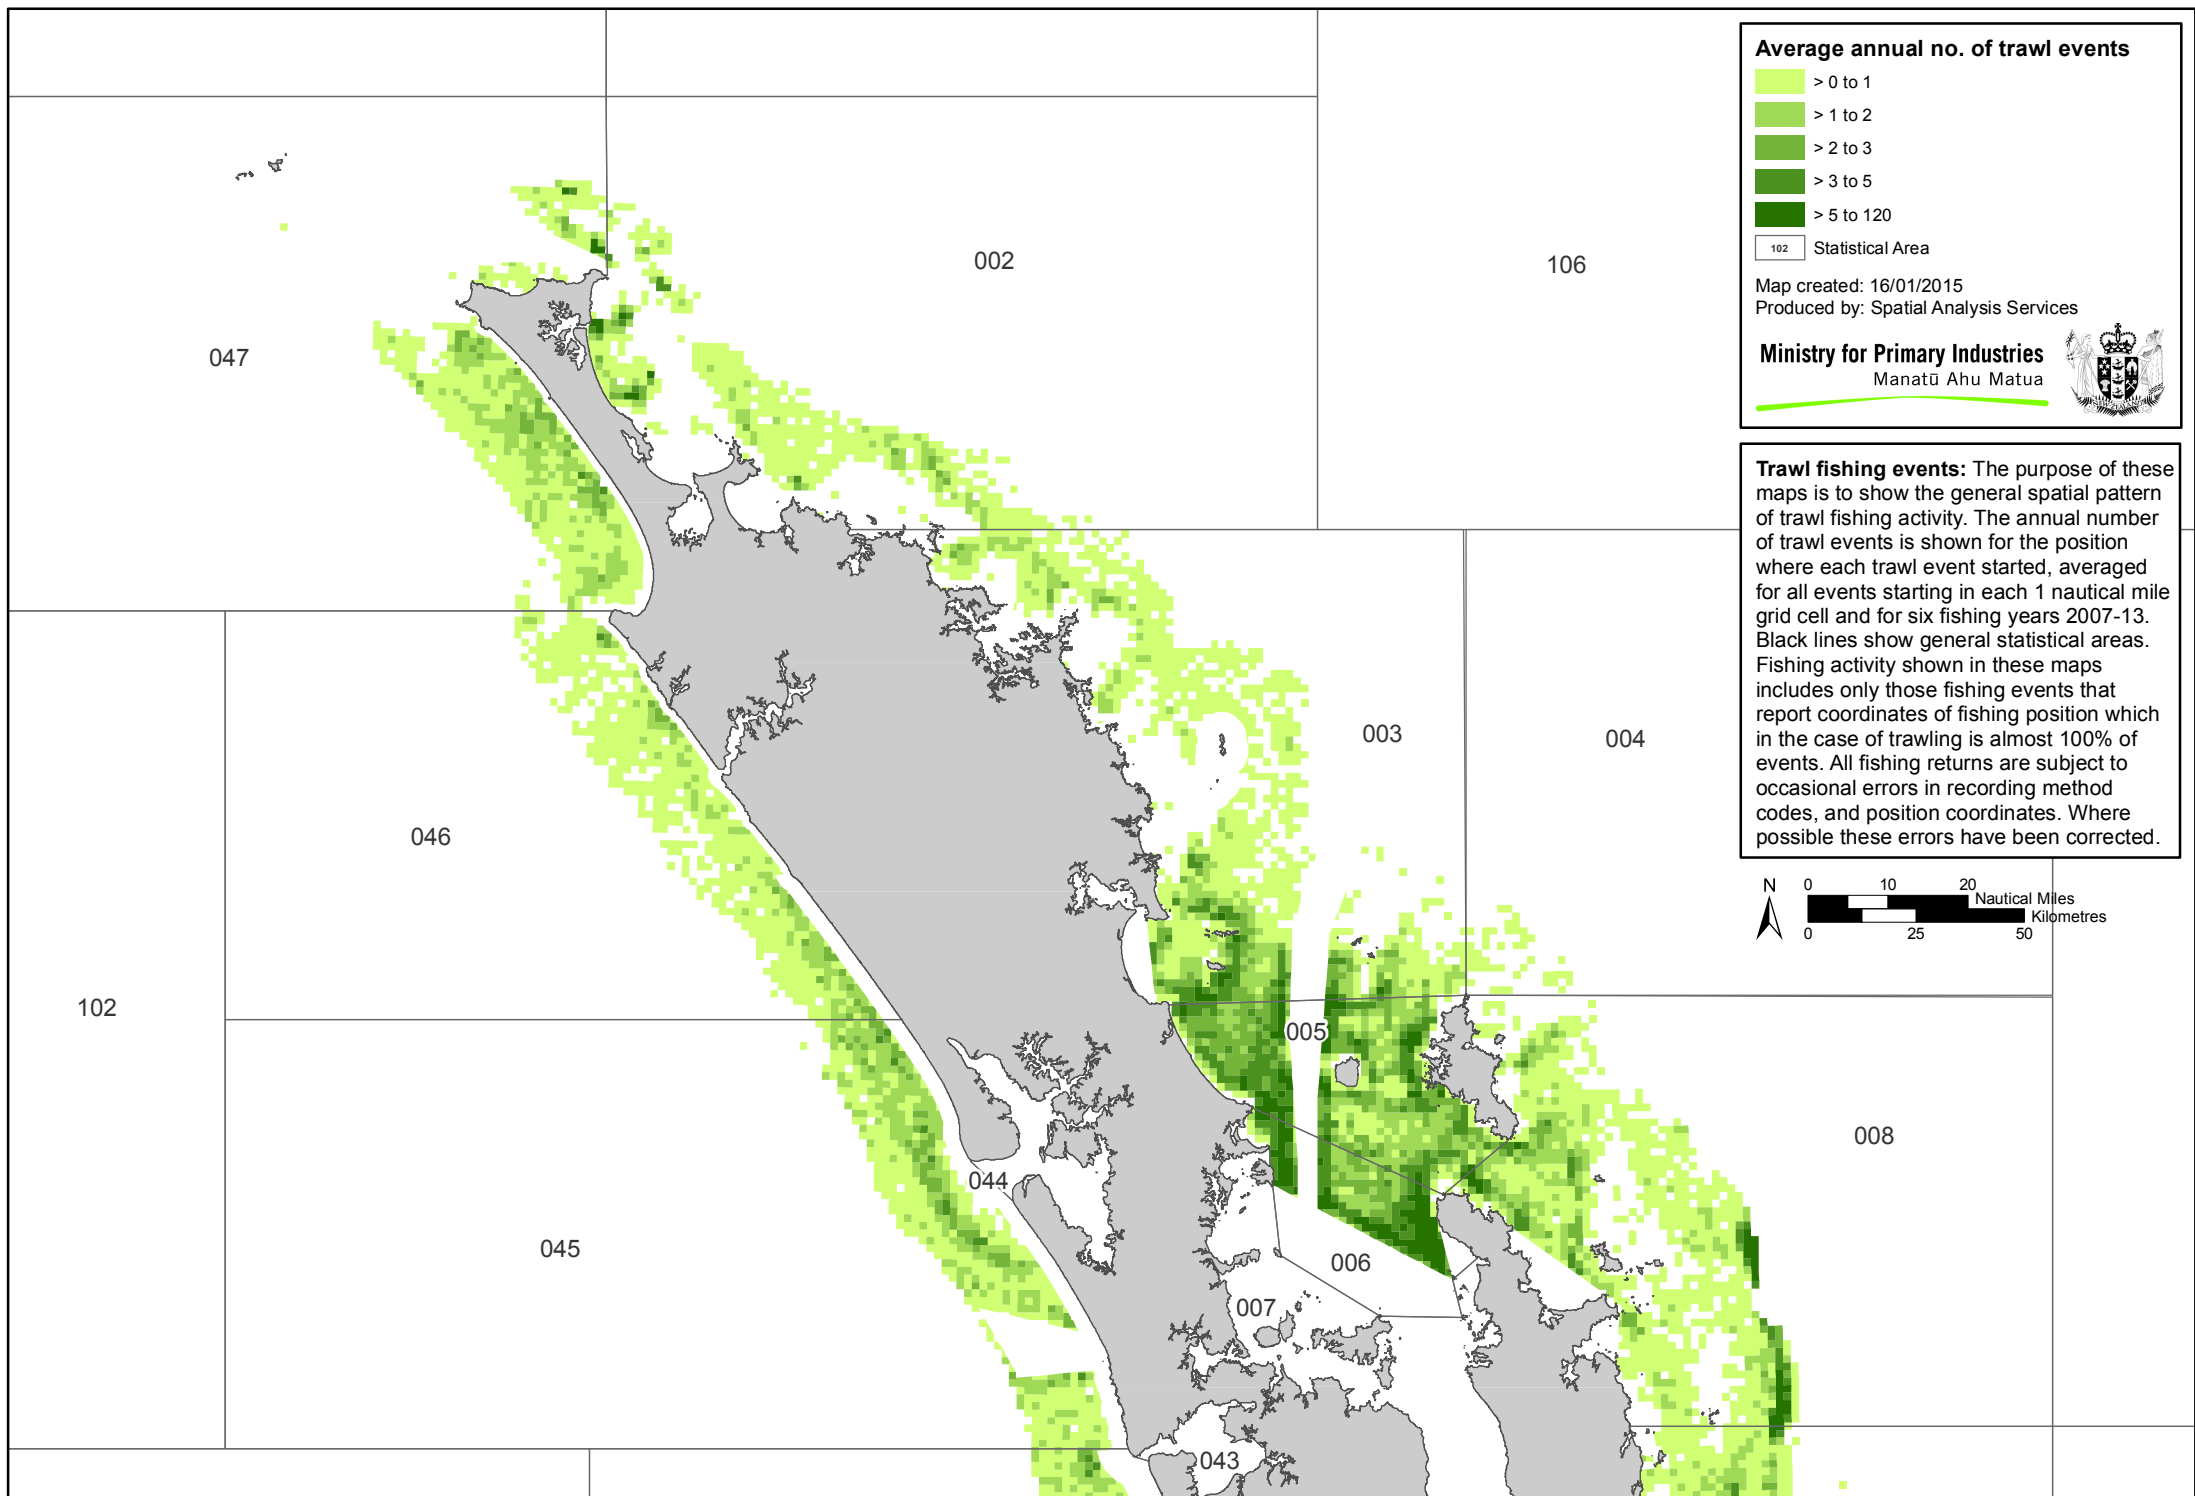 Average annual no. of trawl events
> 0 to 1
> 1 to 2
> 2 to 3
> 3 to 5
> 5 to 120
102 Statistical Area
Map created: 16/01/2015
Produced by: Spatial Analysis Services
Ministry for Primary Industries
Manatū Ahu Matua
Trawl fishing events: The purpose of these
maps is to show the general spatial pattern
of trawl fishing activity. The annual number
of trawl events is shown for the position
where each trawl event started, averaged
for all events starting in each 1 nautical mile
grid cell and for six fishing years 2007-13.
Black lines show general statistical areas.
Fishing activity shown in these maps
includes only those fishing events that
report coordinates of fishing position which
in the case of trawling is almost 100% of
events. All fishing returns are subject to
occasional errors in recording method
codes, and position coordinates. Where
possible these errors have been corrected.
N
0 10 20
Nautical Miles
Kilometres
0 25 50
002
106
047
003
004
046
102
005
008
044
045
006
007
043